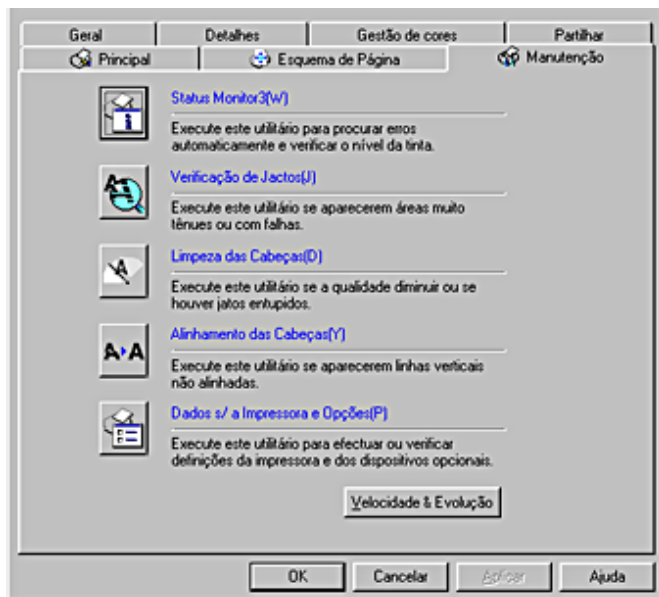 Geral Detalhes Gestão de cores Partilhar
Principal Esquema de Página Manutenção
Status Monitor3(W)
Execute este utilitário para procurar erros
automaticamente e verificar o nível da tinta.
Verificação de Jactos(J)
Execute este utilitário se aparecerem áreas muito
tênues ou com falhas.
Limpeza das Cabeças(D)
Execute este utilitário se a qualidade diminuir ou se
houver jatos entupidos.
Alinhamento das Cabeças(Y)
Execute este utilitário se aparecerem linhas verticais
não alinhadas.
Dados s/ a Impressora e Opções(P)
Execute este utilitário para efectuar ou verificar
definições da impressora e dos dispositivos opcionais.
Velocidade & Evolução
OK Cancelar Aplicar Ajuda